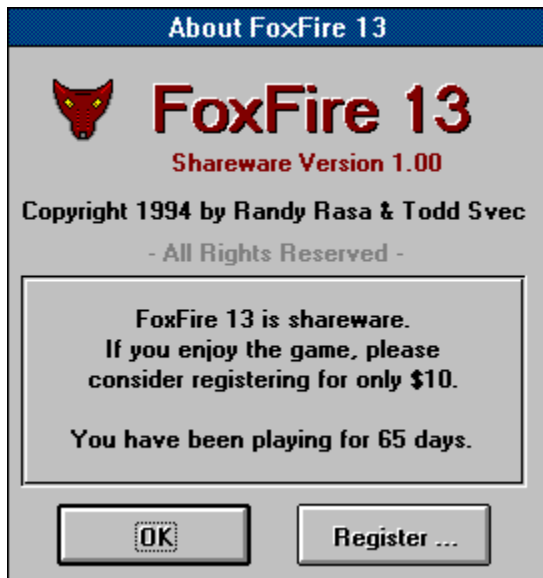 About FoxFire 13
FoxFire 13
Shareware Version 1.00
Copyright 1994 by Randy Rasa & Todd Svec
- All Rights Reserved -
FoxFire 13 is shareware.
If you enjoy the game, please
consider registering for only $10.
You have been playing for 65 days.
OK
Register ...